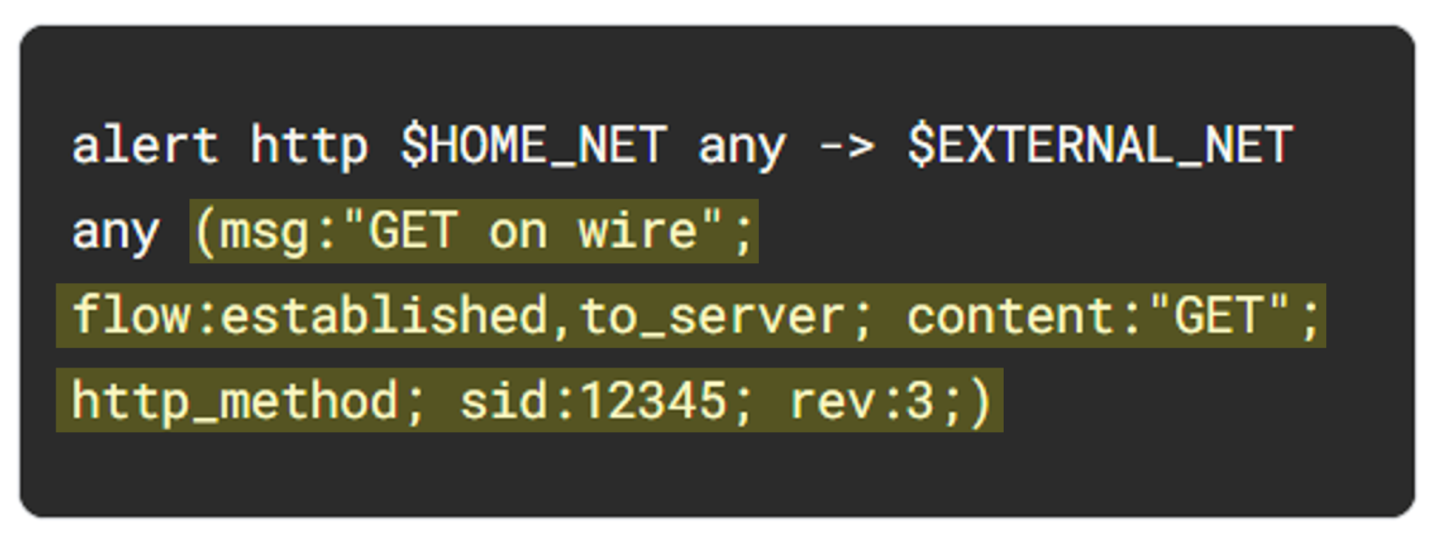 alert http $HOME_NET any -> $EXTERNAL_NET
any (msg:"GET on wire";
flow:established,to_server; content:"GET";
http_method; sid:12345; rev:3;)